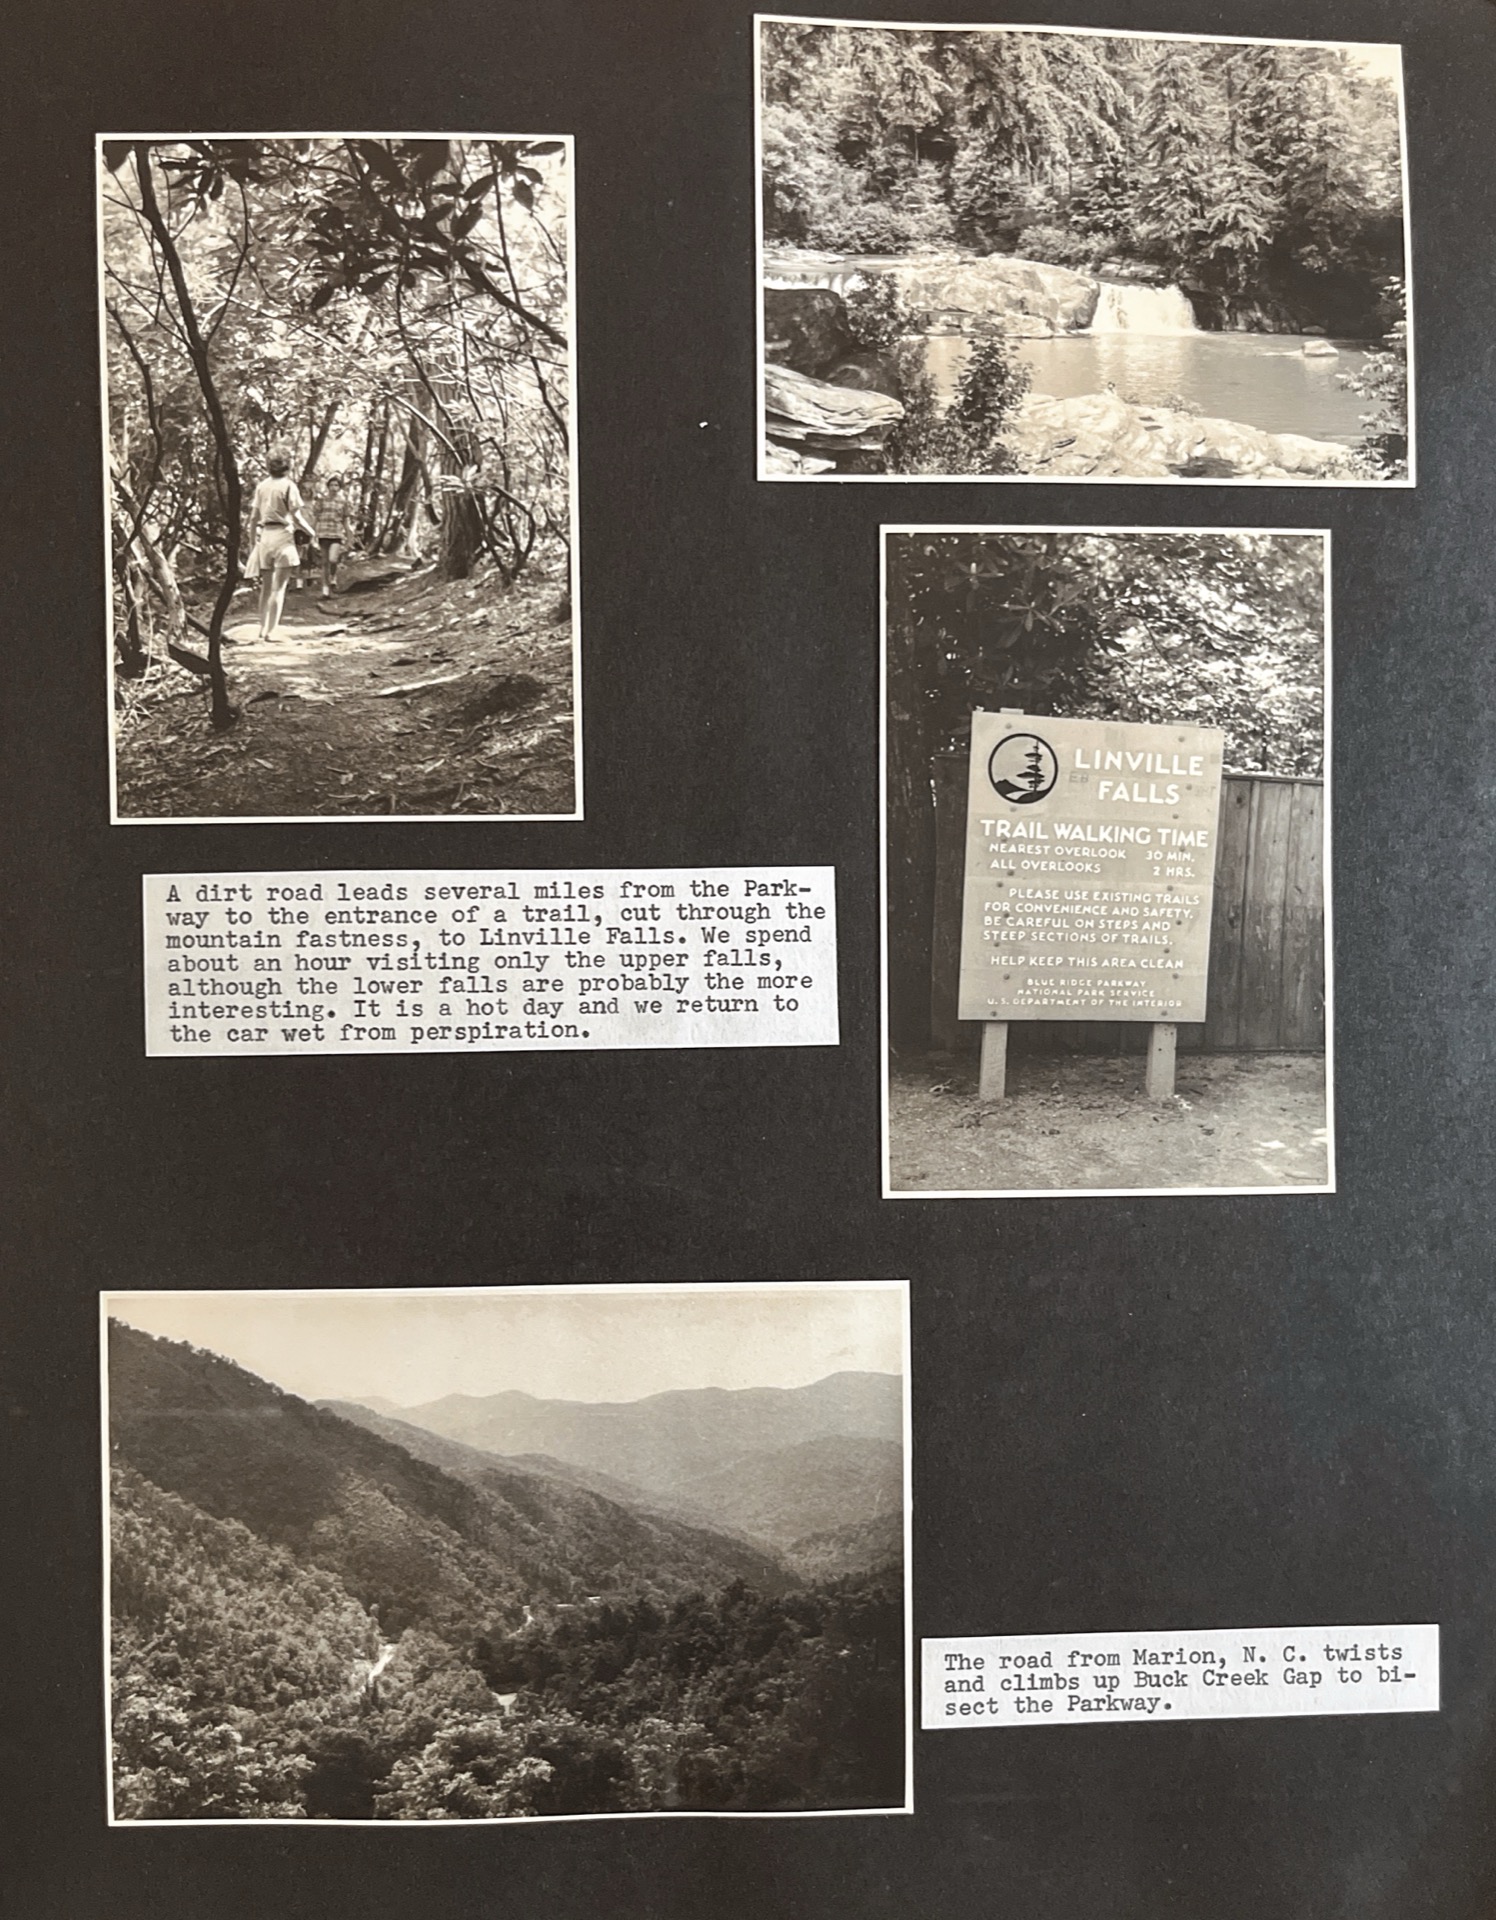 LINVILLE
FALLS
TRAIL WALKING TIME
NEAREST OVERLOOK 30 MIN.
ALL OVERLOOKS 2 HRS.
PLEASE USE EXISTING TRAILS
FOR CONVENIENCE AND SAFETY.
BE CAREFUL ON STEPS AND
STEEP SECTIONS OF TRAILS.
HELP KEEP THIS AREA CLEAN
BLUE RIDGE PARKWAY
NATIONAL PARK SERVICE
U.S. DEPARTMENT OF THE INTERIOR
A dirt road leads several miles from the Park-
way to the entrance of a trail, cut through the
mountain fastness, to Linville Falls. We spend
about an hour visiting only the upper falls,
although the lower falls are probably the more
interesting. It is a hot day and we return to
the car wet from perspiration.
The road from Marion, N. C. twists
and climbs up Buck Creek Gap to bi-
sect the Parkway.